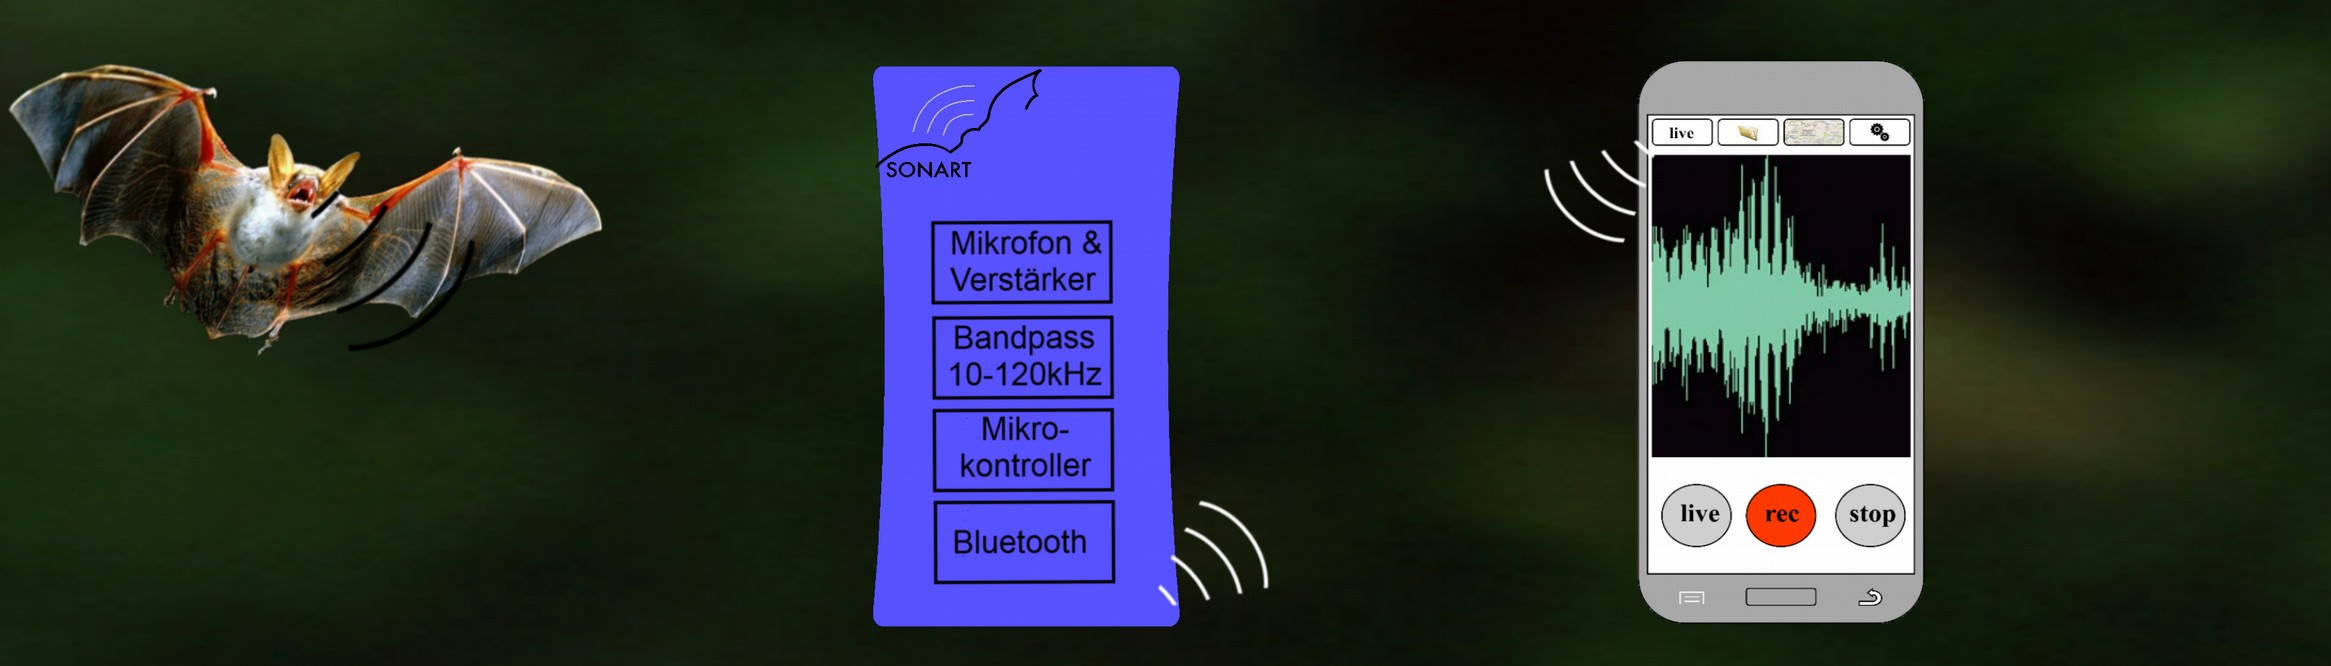 SONART
Mikrofon &
Verstärker
Bandpass
10-120kHz
Mikro-
kontroller
Bluetooth
live
live
rec
stop